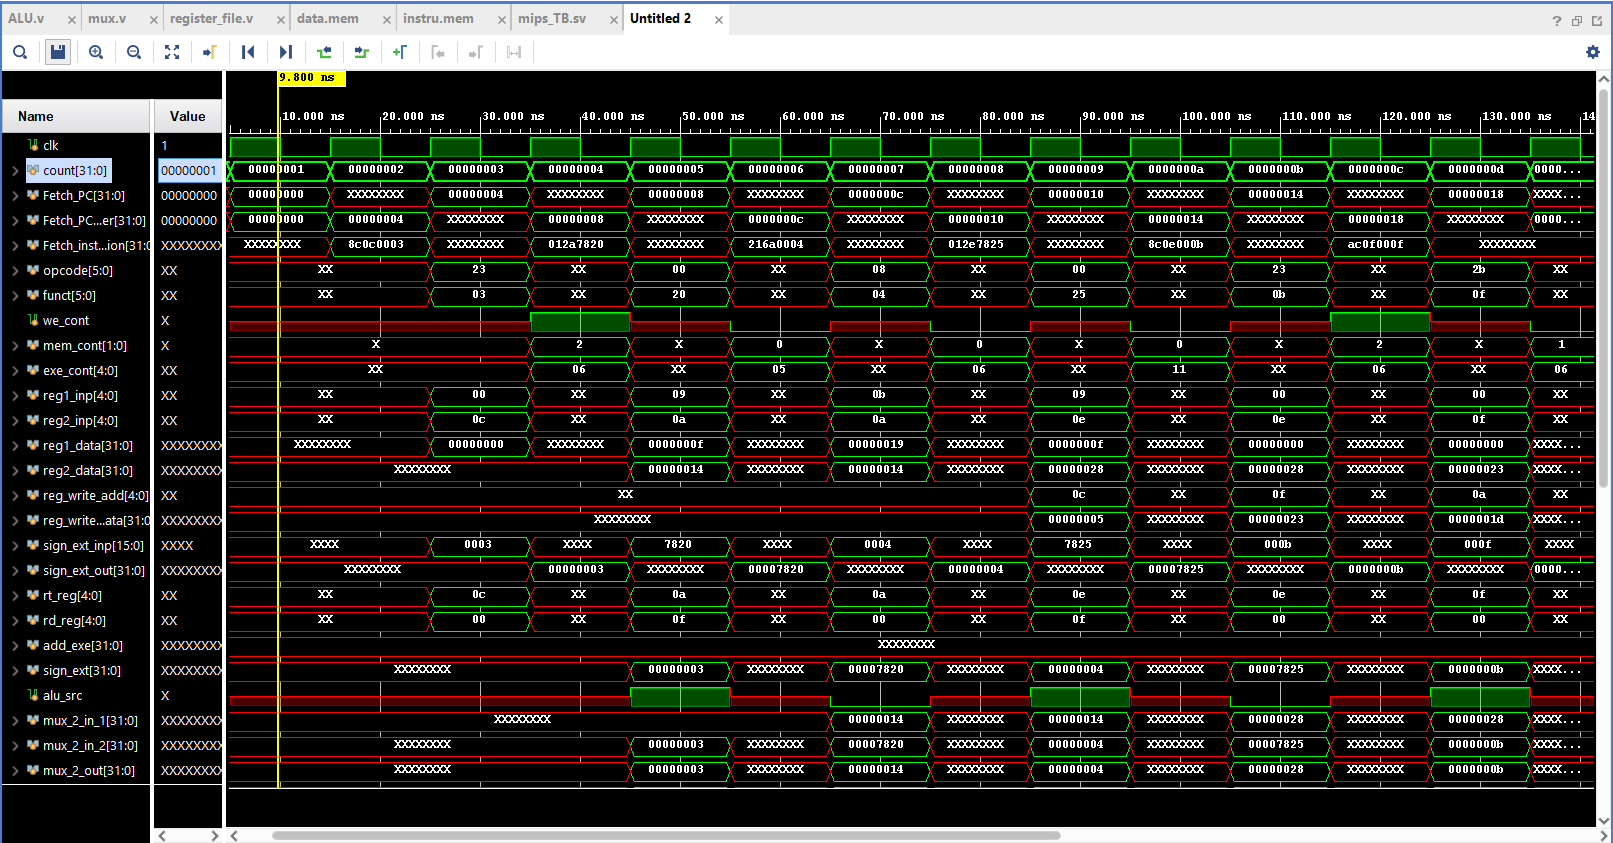 ALU.v mux.v register_file.v data.mem instru.mem mips_TB.sv Untitled 2
9.800 ns
Name Value 10.000 ns 20.000 ns 30.000 ns 40.000 ns 50.000 ns 60.000 ns 70.000 ns 80.000 ns 90.000 ns 100.000 ns 110.000 ns 120.000 ns 130.000 ns 14
clk 1
count[31:0] 00000001 00000001 00000002 00000003 00000004 00000005 00000006 00000007 00000008 00000009 0000000a 0000000b 0000000c 0000000d 0000...
Fetch_PC[31:0] 00000000 00000000 XXXXXXXX 00000004 XXXXXXXX 00000008 XXXXXXXX 0000000c XXXXXXXX 00000010 XXXXXXXX 00000014 XXXXXXXX 00000018 XXXX...
Fetch_PC...er[31:0] 00000000 00000000 00000004 XXXXXXXX 00000008 XXXXXXXX 0000000c XXXXXXXX 00000010 XXXXXXXX 00000014 XXXXXXXX 00000018 XXXXXXXX 0000...
Fetch_inst...ion[31:0 XXXXXXXX XXXXXXXX 8c0c0003 XXXXXXXX 012a7820 XXXXXXXX 216a0004 XXXXXXXX 012e7825 XXXXXXXX 8c0e000b XXXXXXXX ac0f000f XXXXXXXX
opcode[5:0] XX XX 23 XX 00 XX 08 XX 00 XX 23 XX 2b XX
funct[5:0] XX XX 03 XX 20 XX 04 XX 25 XX 0b XX 0f XX
we_cont X
mem_cont[1:0] X X 2 X 0 X 0 X 0 X 2 X 1
exe_cont[4:0] XX XX 06 XX 05 XX 06 XX 11 XX 06 XX 06
reg1_inp[4:0] XX XX 00 XX 09 XX 0b XX 09 XX 00 XX 00 XX
reg2_inp[4:0] XX XX 0c XX 0a XX 0a XX 0e XX 0e XX 0f XX
reg1_data[31:0] XXXXXXXX XXXXXXXX 00000000 XXXXXXXX 0000000f XXXXXXXX 00000019 XXXXXXXX 0000000f XXXXXXXX 00000000 XXXXXXXX 00000000 XXXX...
reg2_data[31:0] XXXXXXXX XXXXXXXX 00000014 XXXXXXXX 00000014 XXXXXXXX 00000028 XXXXXXXX 00000028 XXXXXXXX 00000023 XXXX...
reg_write_add[4:0] XX XX 0c XX 0f XX 0a XX
reg_write...ata[31:0 XXXXXXXX XXXXXXXX 00000005 XXXXXXXX 00000023 XXXXXXXX 0000001d XXXX...
sign_ext_inp[15:0] XXXX XXXX 0003 XXXX 7820 XXXX 0004 XXXX 7825 XXXX 000b XXXX 000f XXXX
sign_ext_out[31:0] XXXXXXXX XXXXXXXX 00000003 XXXXXXXX 00007820 XXXXXXXX 00000004 XXXXXXXX 00007825 XXXXXXXX 0000000b XXXXXXXX 0000...
rt_reg[4:0] XX XX 0c XX 0a XX 0a XX 0e XX 0e XX 0f XX
rd_reg[4:0] XX XX 00 XX 0f XX 00 XX 0f XX 00 XX 00 XX
add_exe[31:0] XXXXXXXX XXXXXXXX
sign_ext[31:0] XXXXXXXX XXXXXXXX 00000003 XXXXXXXX 00007820 XXXXXXXX 00000004 XXXXXXXX 00007825 XXXXXXXX 0000000b XXXX...
alu_src X
mux_2_in_1[31:0] XXXXXXXX XXXXXXXX 00000014 XXXXXXXX 00000014 XXXXXXXX 00000028 XXXXXXXX 00000028 XXXX...
mux_2_in_2[31:0] XXXXXXXX XXXXXXXX 00000003 XXXXXXXX 00007820 XXXXXXXX 00000004 XXXXXXXX 00007825 XXXXXXXX 0000000b XXXX...
mux_2_out[31:0] XXXXXXXX XXXXXXXX 00000003 XXXXXXXX 00000014 XXXXXXXX 00000004 XXXXXXXX 00000028 XXXXXXXX 0000000b XXXX...